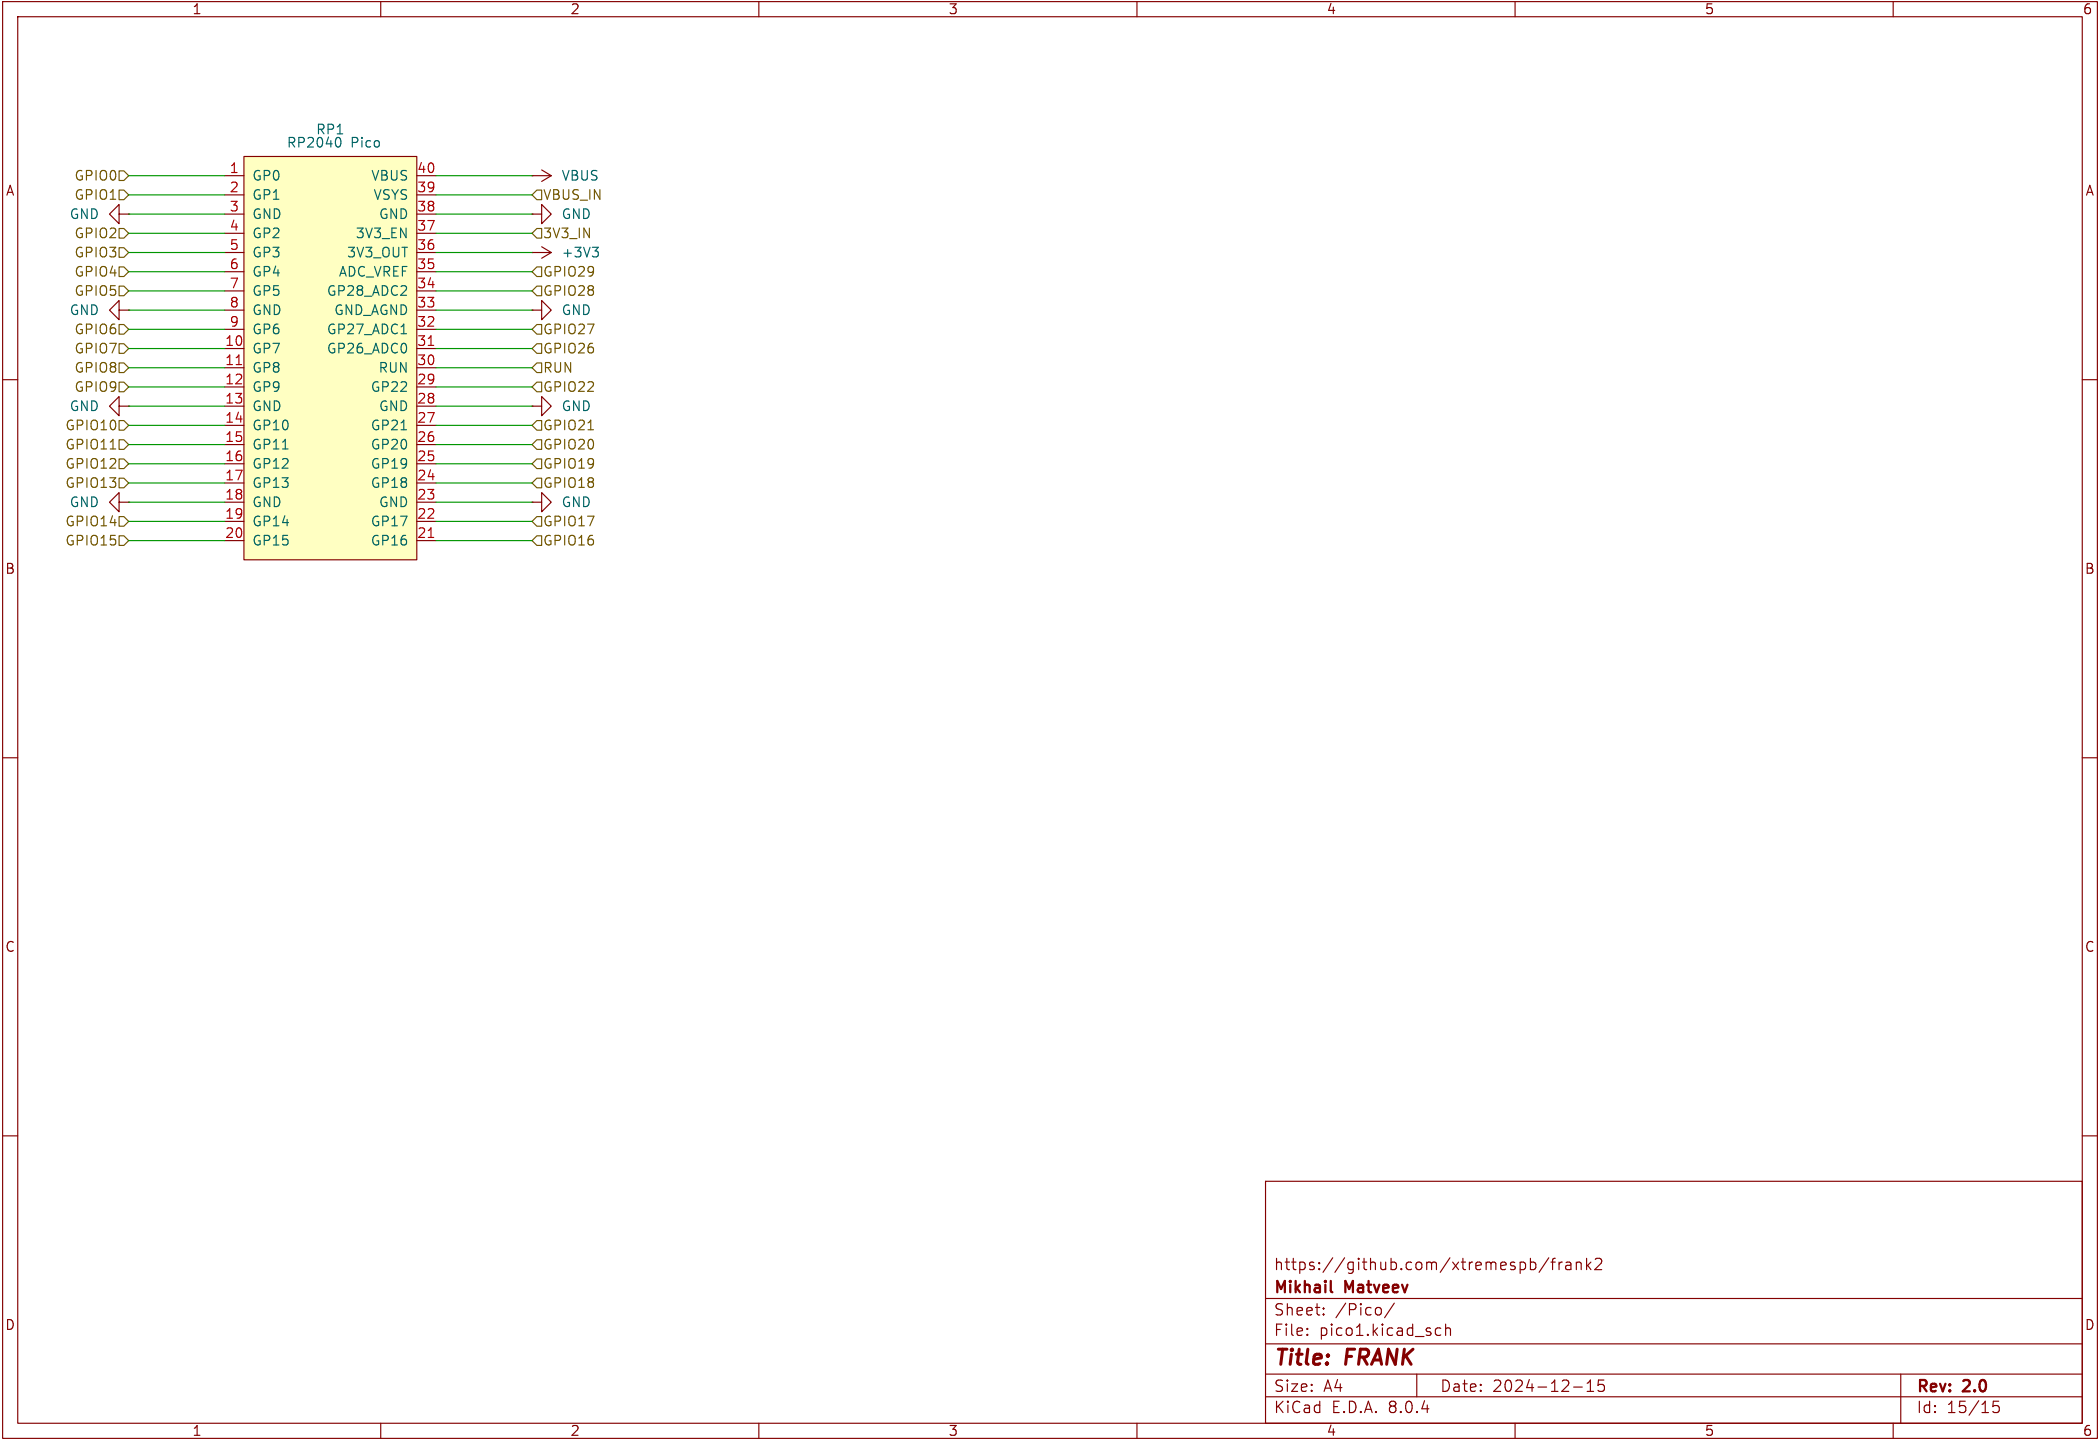 1 2 3 4 5 6
RP1
RP2040 Pico
GPIO0 1 GP0 VBUS 40 VBUS
GPIO1 2 GP1 VSYS 39 VBUS_IN
GND 3 GND GND 38 GND
GPIO2 4 GP2 3V3_EN 37 3V3_IN
GPIO3 5 GP3 3V3_OUT 36 +3V3
GPIO4 6 GP4 ADC_VREF 35 GPIO29
GPIO5 7 GP5 GP28_ADC2 34 GPIO28
GND 8 GND GND_AGND 33 GND
GPIO6 9 GP6 GP27_ADC1 32 GPIO27
GPIO7 10 GP7 GP26_ADC0 31 GPIO26
GPIO8 11 GP8 RUN 30 RUN
GPIO9 12 GP9 GP22 29 GPIO22
GND 13 GND GND 28 GND
GPIO10 14 GP10 GP21 27 GPIO21
GPIO11 15 GP11 GP20 26 GPIO20
GPIO12 16 GP12 GP19 25 GPIO19
GPIO13 17 GP13 GP18 24 GPIO18
GND 18 GND GND 23 GND
GPIO14 19 GP14 GP17 22 GPIO17
GPIO15 20 GP15 GP16 21 GPIO16
A A
B B
C C
D D
https://github.com/xtremespb/frank2
Mikhail Matveev
Sheet: /Pico/
File: pico1.kicad_sch
Title: FRANK
Size: A4 Date: 2024-12-15 Rev: 2.0
KiCad E.D.A. 8.0.4 Id: 15/15
1 2 3 4 5 6